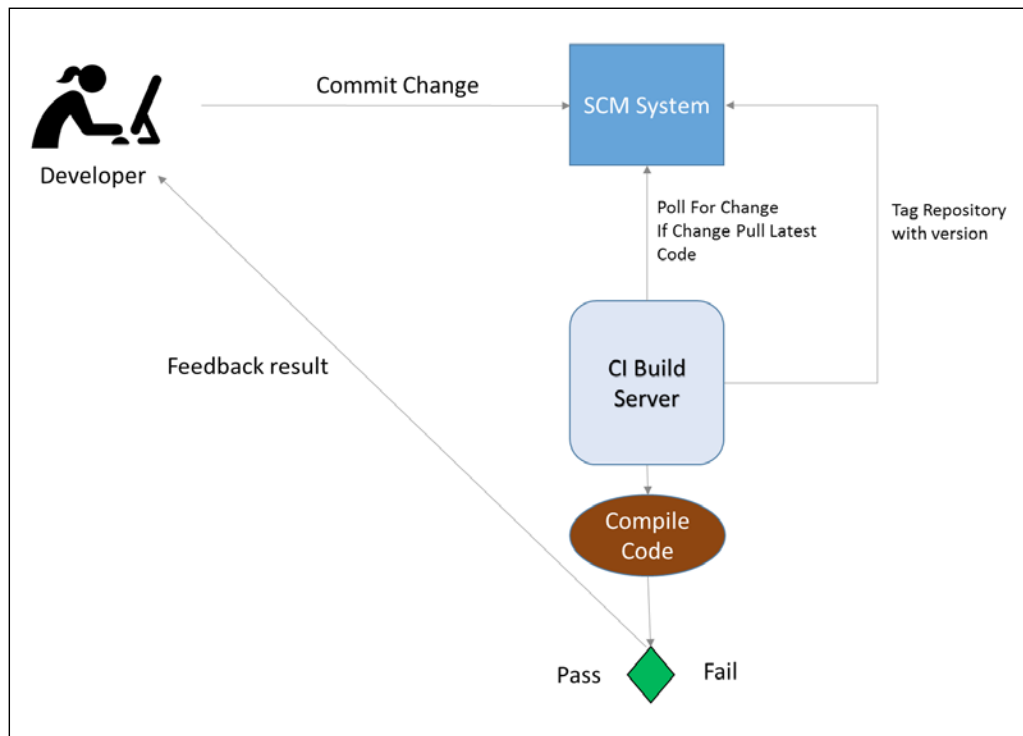 Commit Change
SCM System
Developer
Poll For Change
If Change Pull Latest
Code
Tag Repository
with version
Feedback result
CI Build
Server
Compile
Code
Pass
Fail